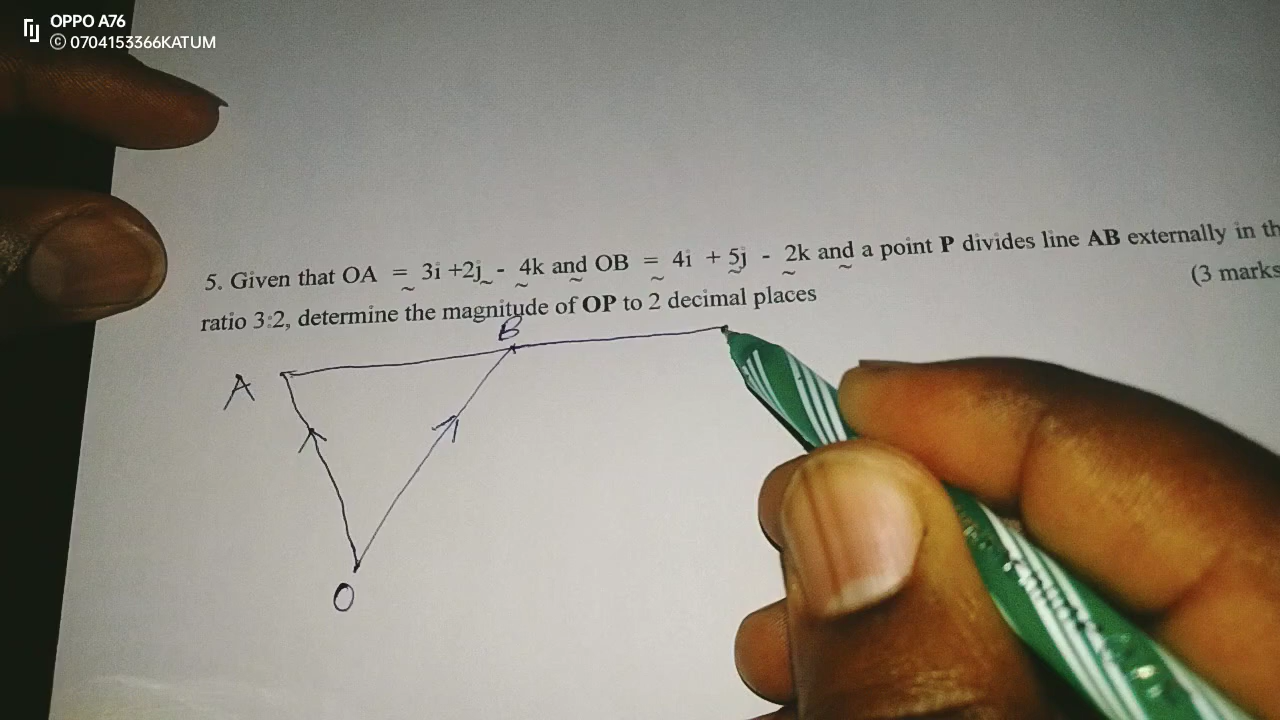 OPPO A76
© 0704153366KATUM
5. Given that OA = 3i +2j - 4k and OB = 4i + 5j - 2k and a point P divides line AB externally in th
ratio 3:2, determine the magnitude of OP to 2 decimal places (3 marks
B
A
O